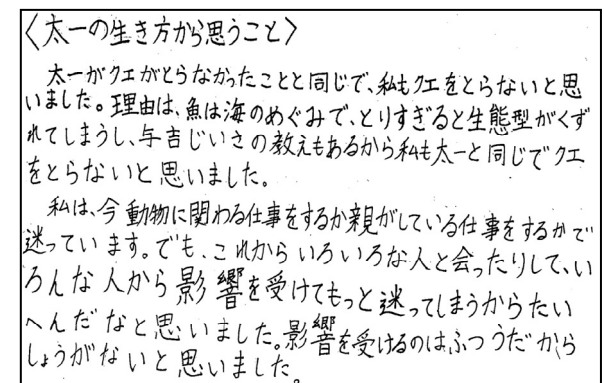 〈太一の生き方から思うこと〉
太一がクエがとらなかったことと同じで、私もクエをとらないと思
いました。理由は、魚は海のめぐみで、とりすぎると生態型がくず
れてしまうし、与吉じいさの教えもあるから私も太一と同じでクエ
をとらないと思いました。
私は、今動物に関わる仕事をするか親がしている仕事をするかで
迷っています。でも、これからいろいろな人と会ったりして、い
ろんな人から影響を受けてもっと迷ってしまうからたい
へんだなと思いました。影響を受けるのは、ふつうだから
しょうがないと思いました。